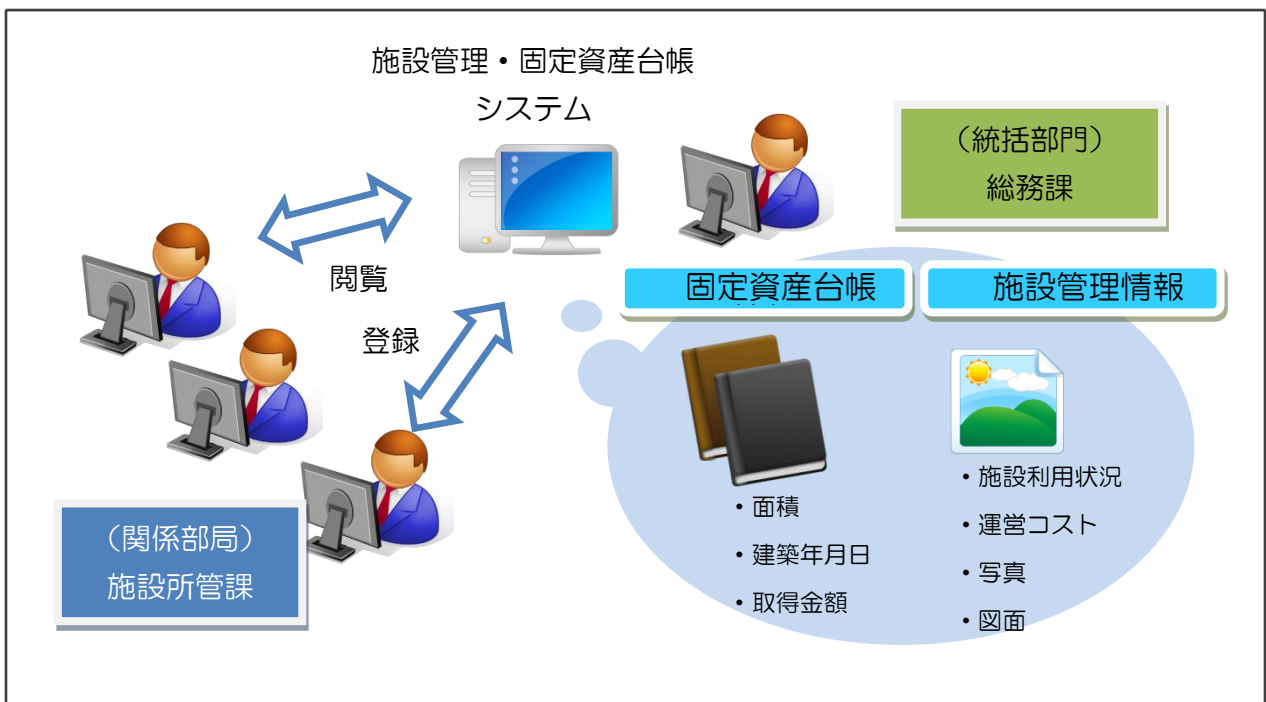 施設管理・固定資産台帳
システム
（統括部門）
総務課
閲覧
登録
固定資産台帳
施設管理情報
・面積
・建築年月日
・取得金額
・施設利用状況
・運営コスト
・写真
・図面
（関係部局）
施設所管課